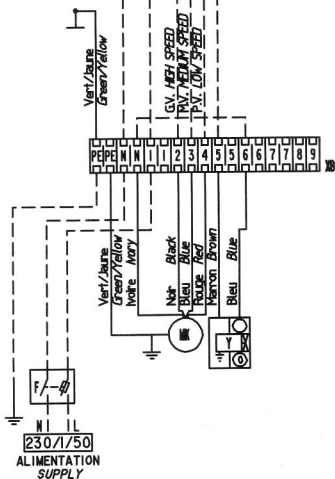 Vert/Jaune
Green/Yellow
G.V. HIGH SPEED
M.V. MEDIUM SPEED
P.V. LOW SPEED
PE PE N N 1 1 2 3 4 5 5 6 6 7 7 8 9
X8
Vert/Jaune
Green/Yellow
Ivoire Ivory
Noir Black
Bleu Blue
Rouge Red
Marron Brown
Bleu Blue
Y
F
N L
230/1/50
ALIMENTATION
SUPPLY